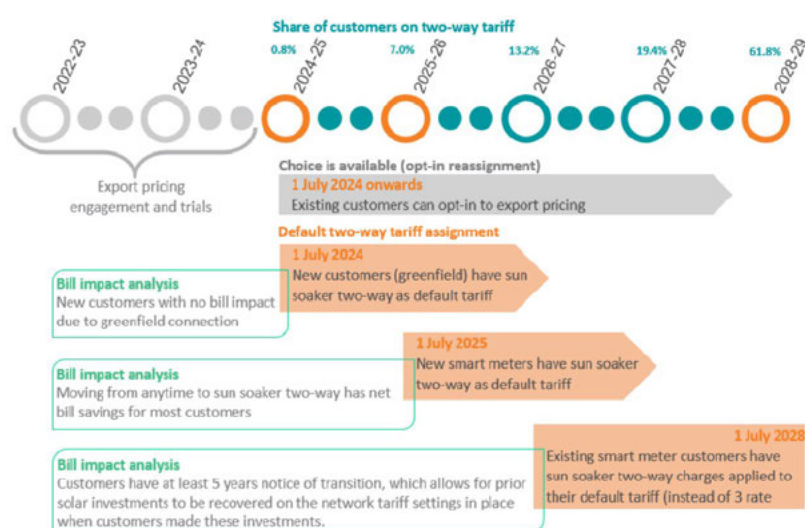 Share of customers on two-way tariff
0.8%
7.0%
13.2%
19.4%
61.8%
2022-23
2023-24
2024-25
2025-26
2026-27
2027-28
2028-29
Export pricing
engagement and trials
Choice is available (opt-in reassignment)
1 July 2024 onwards
Existing customers can opt-in to export pricing
Default two-way tariff assignment
1 July 2024
New customers (greenfield) have sun
soaker two-way as default tariff
Bill impact analysis
New customers with no bill impact
due to greenfield connection
1 July 2025
New smart meters have sun soaker
two-way as default tariff
Bill impact analysis
Moving from anytime to sun soaker two-way has net
bill savings for most customers
1 July 2028
Existing smart meter customers have
sun soaker two-way charges applied to
their default tariff (instead of 3 rate
Bill impact analysis
Customers have at least 5 years notice of transition, which allows for prior
solar investments to be recovered on the network tariff settings in place
when customers made these investments.